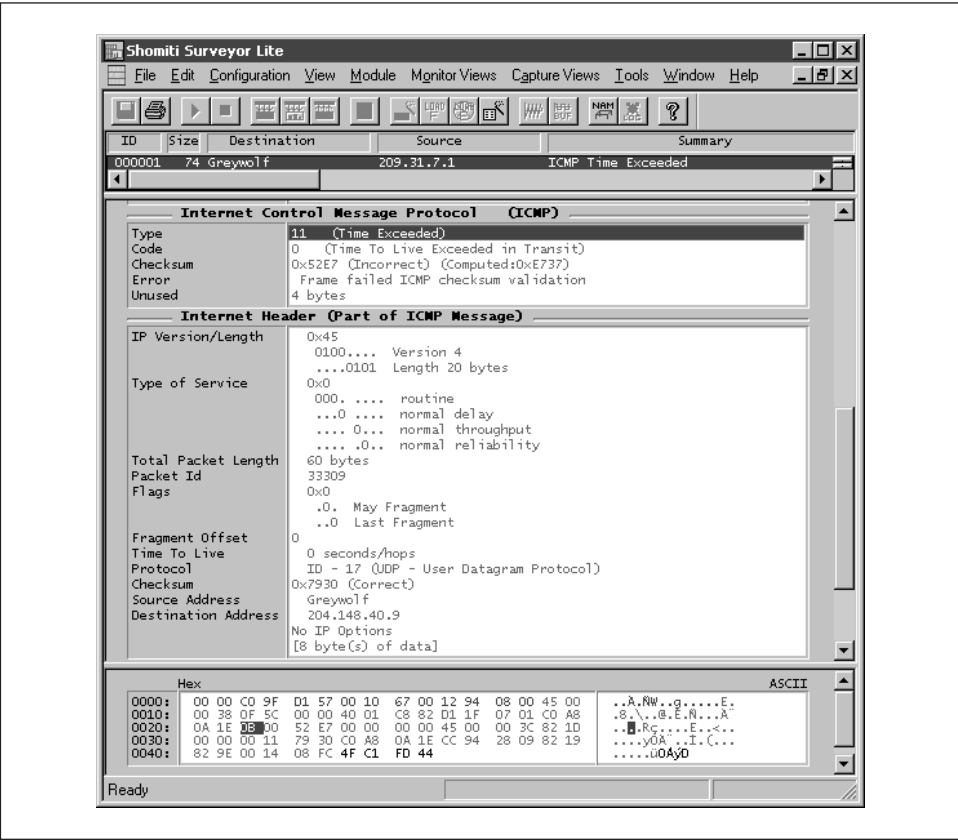 Shomiti Surveyor Lite
File Edit Configuration View Module Monitor Views Capture Views Tools Window Help
ID Size Destination Source Summary
000001 74 Greywolf 209.31.7.1 ICMP Time Exceeded
Internet Control Message Protocol (ICMP)
Type 11 (Time Exceeded)
Code 0 (Time To Live Exceeded in Transit)
Checksum 0x52E7 (Incorrect) (Computed:0xE737)
Error Frame failed ICMP checksum validation
Unused 4 bytes
Internet Header (Part of ICMP Message)
IP Version/Length 0x45
0100.... Version 4
....0101 Length 20 bytes
Type of Service 0x0
000. .... routine
...0 .... normal delay
.... 0... normal throughput
.... .0.. normal reliability
Total Packet Length 60 bytes
Packet Id 33309
Flags 0x0
.0. May Fragment
..0 Last Fragment
Fragment Offset 0
Time To Live 0 seconds/hops
Protocol ID - 17 (UDP - User Datagram Protocol)
Checksum 0x7930 (Correct)
Source Address Greywolf
Destination Address 204.148.40.9
No IP Options
[8 byte(s) of data]
Hex ASCII
0000: 00 00 C0 9F D1 57 00 10 67 00 12 94 08 00 45 00 ..À.ÑW..g.....E.
0010: 00 38 0F 5C 00 00 40 01 C8 82 D1 1F 07 01 C0 A8 .8.\..@.È.Ñ...À¨
0020: 0A 1E 0B 00 52 E7 00 00 00 00 45 00 00 3C 82 1D ....Rç....E..<..
0030: 00 00 00 11 79 30 C0 A8 0A 1E CC 94 28 09 82 19 ....y0À¨..Ì.(...
0040: 82 9E 00 14 08 FC 4F C1 FD 44 .....üOÁýD
Ready